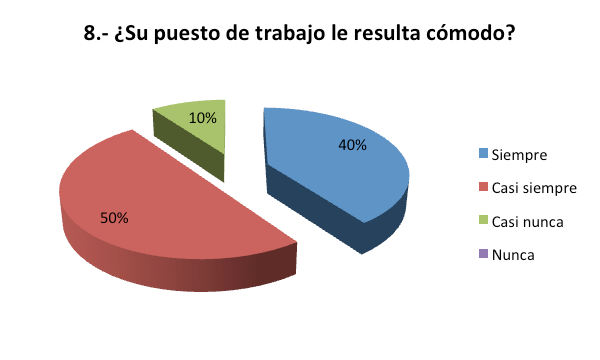 8.- ¿Su puesto de trabajo le resulta cómodo?
10%
40%
50%
Siempre
Casi siempre
Casi nunca
Nunca